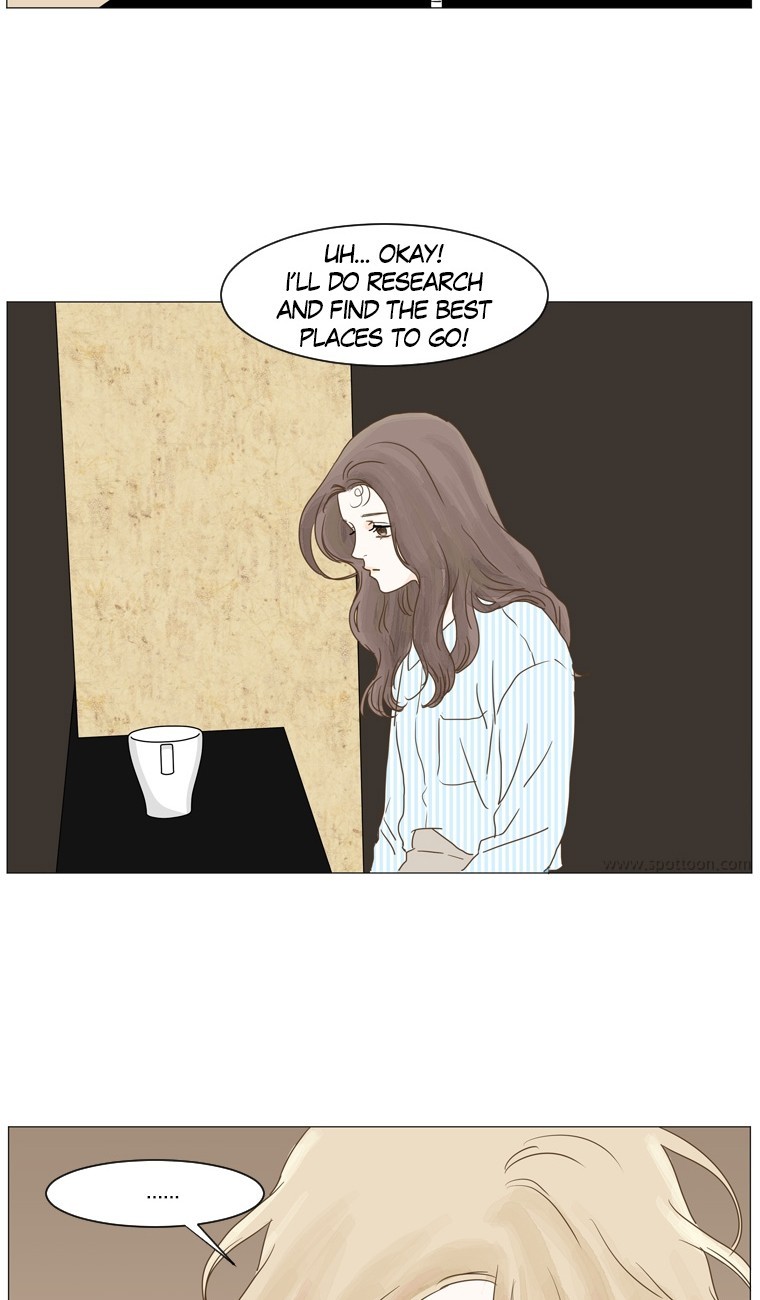 UH... OKAY!
I'LL DO RESEARCH
AND FIND THE BEST
PLACES TO GO!
www.spottoon.com
......